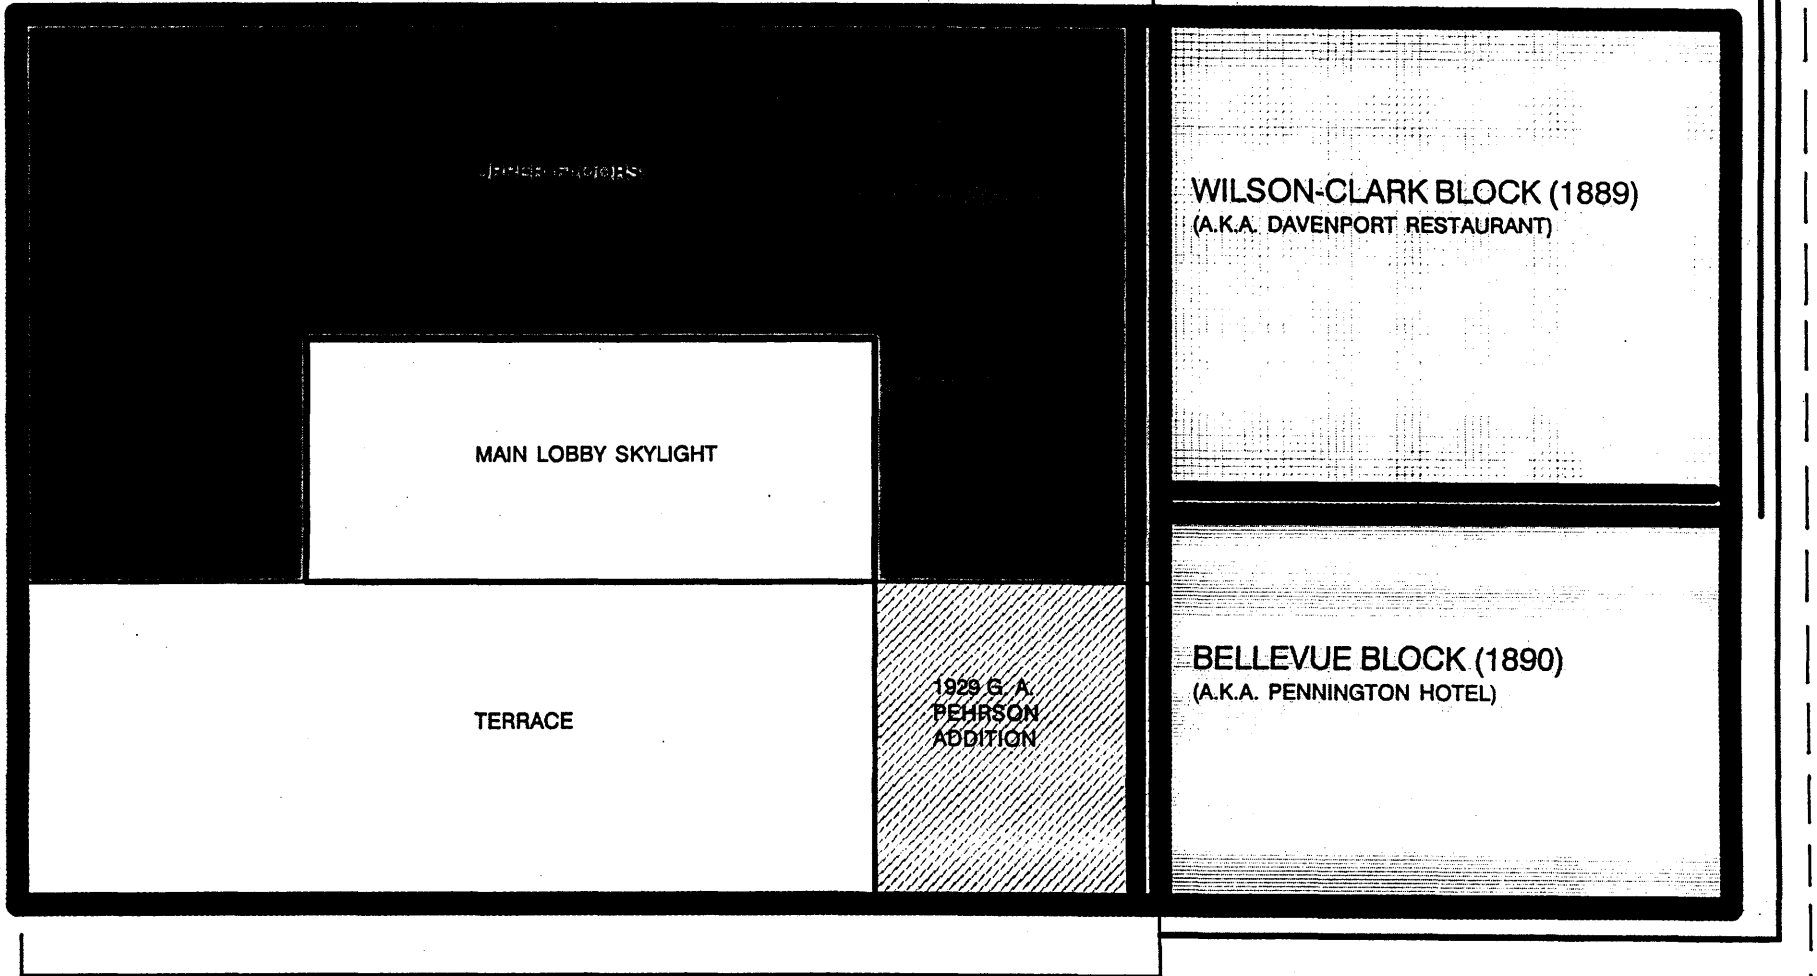 WILSON-CLARK BLOCK (1889)
(A.K.A. DAVENPORT RESTAURANT)
MAIN LOBBY SKYLIGHT
BELLEVUE BLOCK (1890)
(A.K.A. PENNINGTON HOTEL)
1929 G. A.
PEHRSON
ADDITION
TERRACE